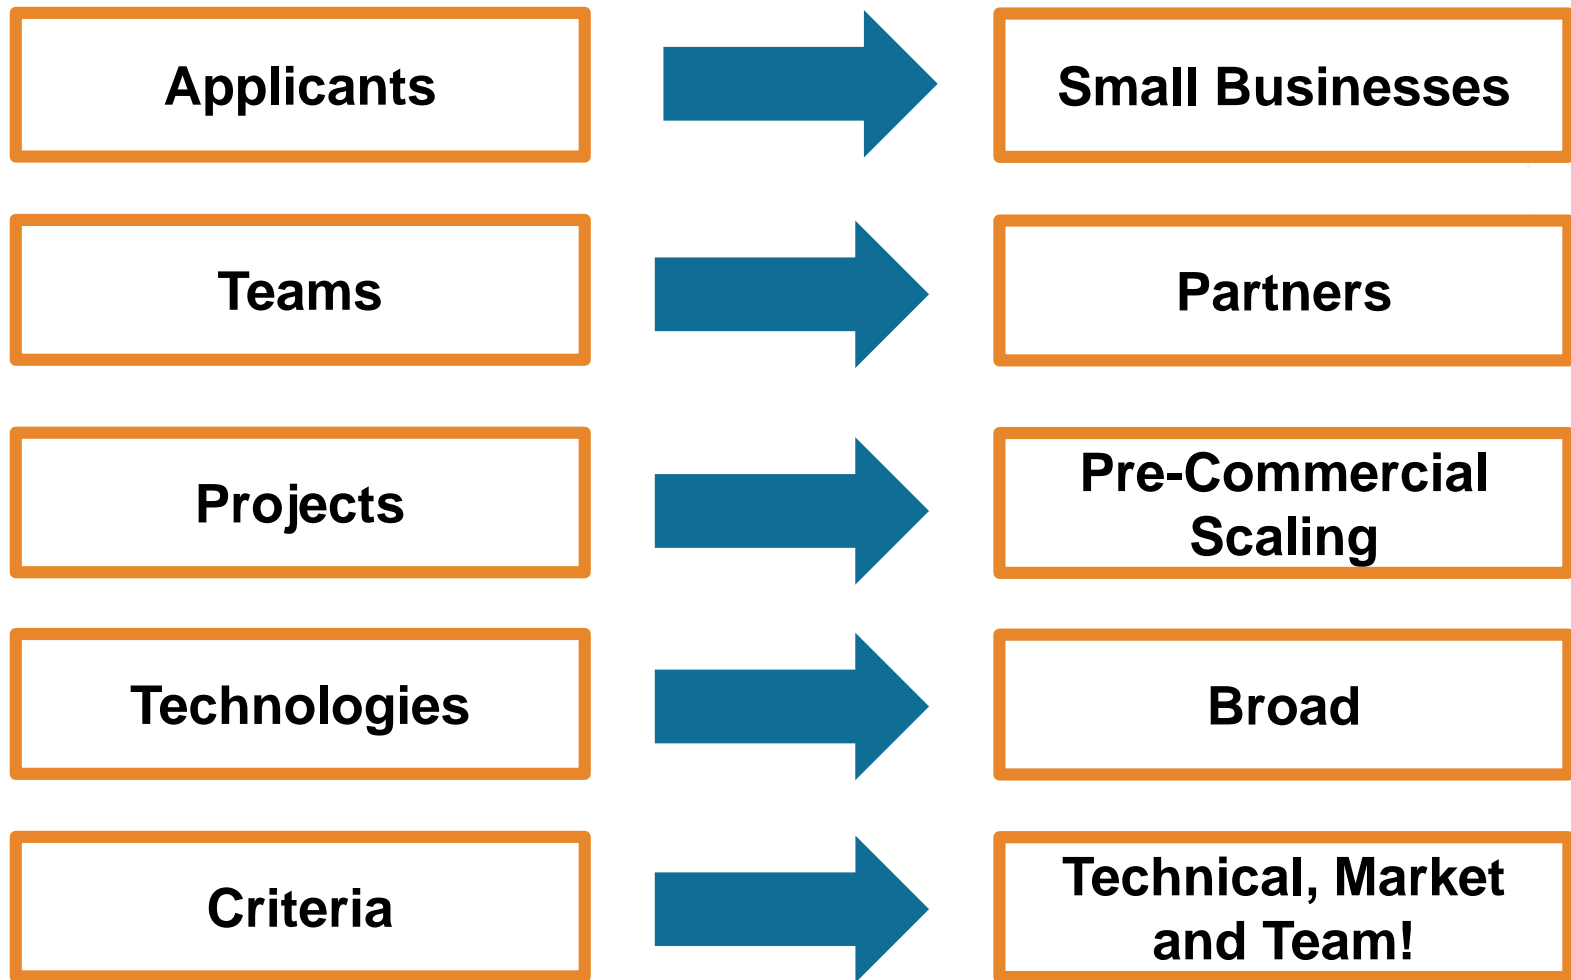 Applicants
Small Businesses
Teams
Partners
Projects
Pre-Commercial
Scaling
Technologies
Broad
Criteria
Technical, Market
and Team!